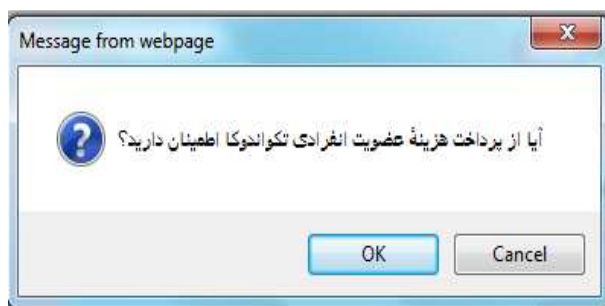 Message from webpage
آیا از پرداخت هزینهٔ عضویت انفرادی تکواندوکا اطمینان دارید؟
OK
Cancel